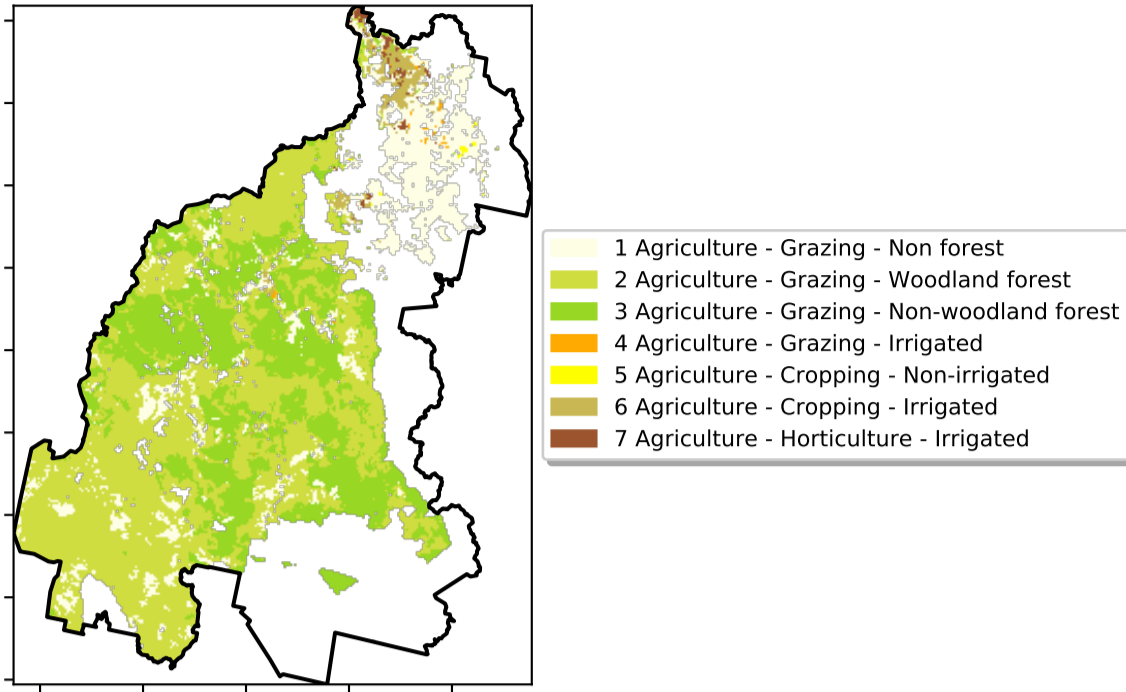 1 Agriculture - Grazing - Non forest
2 Agriculture - Grazing - Woodland forest
3 Agriculture - Grazing - Non-woodland forest
4 Agriculture - Grazing - Irrigated
5 Agriculture - Cropping - Non-irrigated
6 Agriculture - Cropping - Irrigated
7 Agriculture - Horticulture - Irrigated